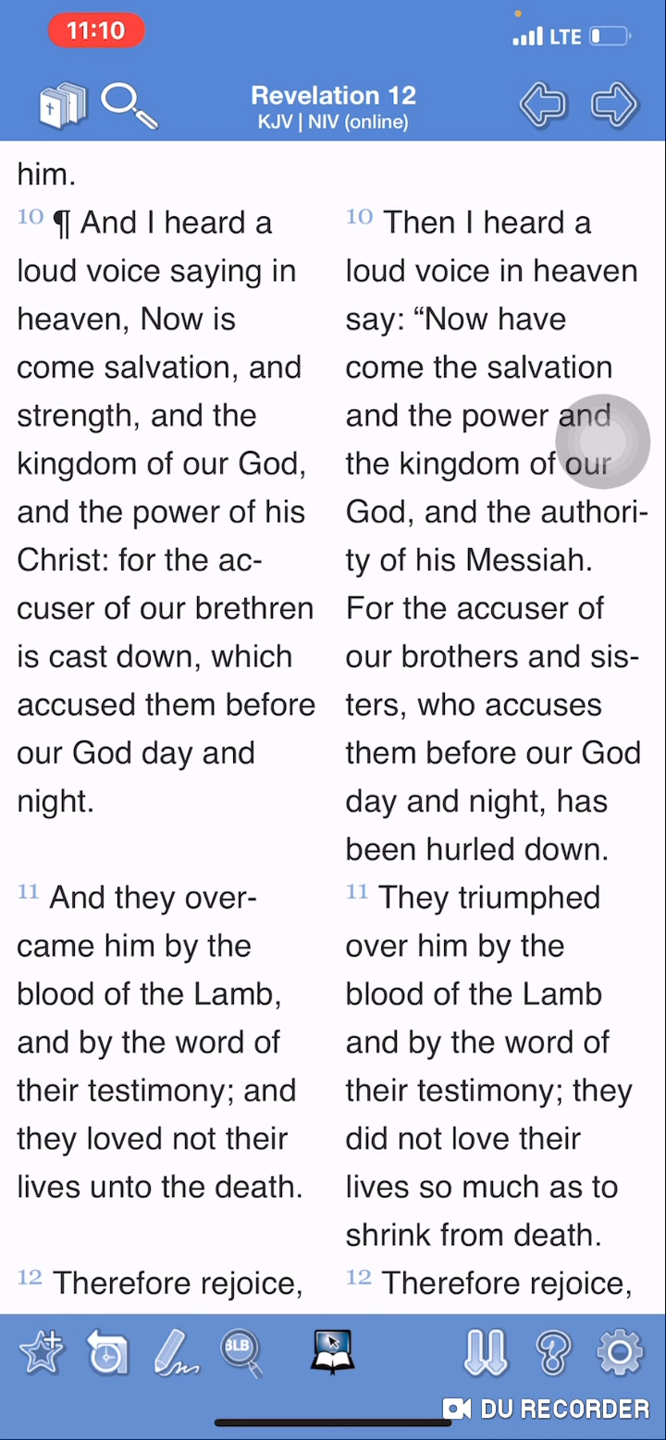 11:10
LTE
Revelation 12
KJV | NIV (online)
him.
10 ¶ And I heard a
loud voice saying in
heaven, Now is
come salvation, and
strength, and the
kingdom of our God,
and the power of his
Christ: for the ac-
cuser of our brethren
is cast down, which
accused them before
our God day and
night.
11 And they over-
came him by the
blood of the Lamb,
and by the word of
their testimony; and
they loved not their
lives unto the death.
12 Therefore rejoice,
10 Then I heard a
loud voice in heaven
say: “Now have
come the salvation
and the power and
the kingdom of our
God, and the authori-
ty of his Messiah.
For the accuser of
our brothers and sis-
ters, who accuses
them before our God
day and night, has
been hurled down.
11 They triumphed
over him by the
blood of the Lamb
and by the word of
their testimony; they
did not love their
lives so much as to
shrink from death.
12 Therefore rejoice,
BLB
DU RECORDER